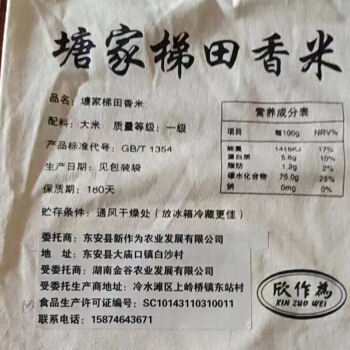 塘家梯田香米
品名：塘家梯田香米
配料：大米 质量等级：一级
产品标准代号：GB/T 1354
生产日期：见包装袋
保质期：180天
贮存条件：通风干燥处（放冰箱冷藏更佳）
营养成分表
项目 每100g NRV%
能量 1418KJ 17%
蛋白质 5.6g 10%
脂肪 1.2g 2%
碳水化合物 75.0g 25%
钠 0mg 0%
委托商：东安县新作为农业发展有限公司
地 址：东安县大庙口镇白沙村
受委托商：湖南金谷农业发展有限公司
受委托生产商地址：冷水滩区上岭桥镇东站村
食品生产许可证编号：SC10143110310011
联系电话：15874643671
欣作為
XIN ZUO WEI